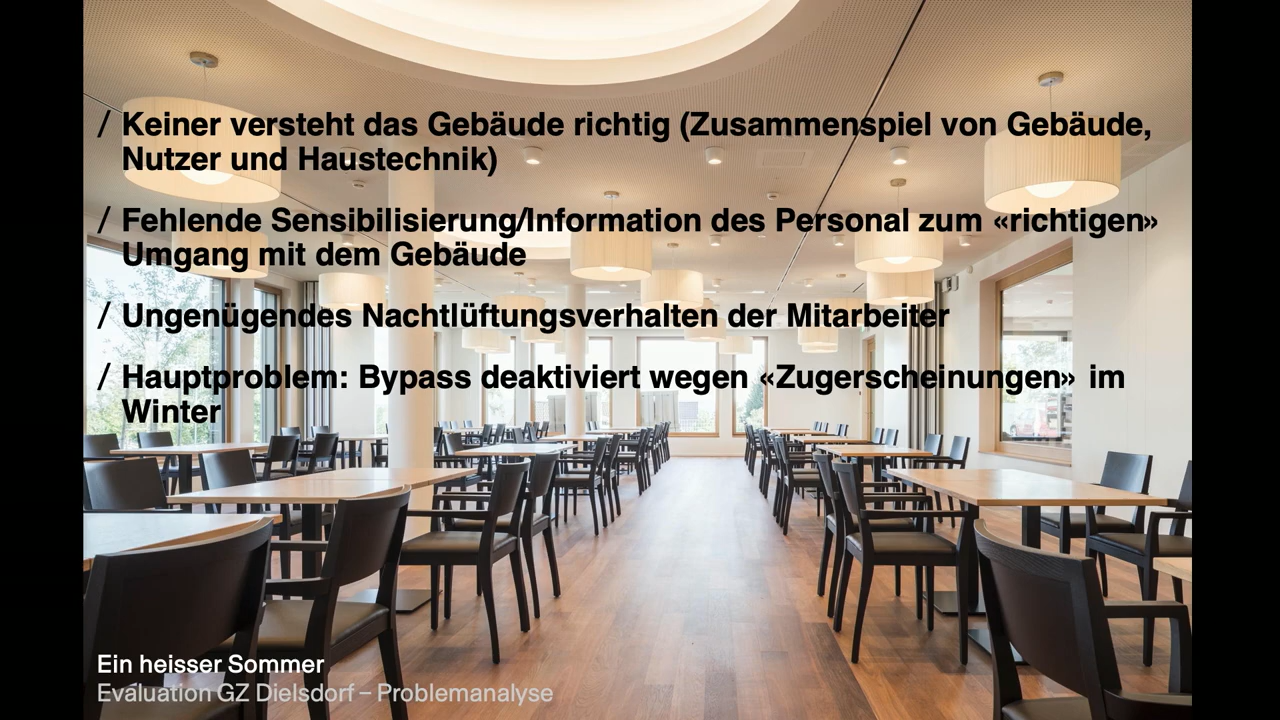 / Keiner versteht das Gebäude richtig (Zusammenspiel von Gebäude,
Nutzer und Haustechnik)
/ Fehlende Sensibilisierung/Information des Personal zum «richtigen»
Umgang mit dem Gebäude
/ Ungenügendes Nachtlüftungsverhalten der Mitarbeiter
/ Hauptproblem: Bypass deaktiviert wegen «Zugerscheinungen» im
Winter
Ein heisser Sommer
Evaluation GZ Dielsdorf – Problemanalyse